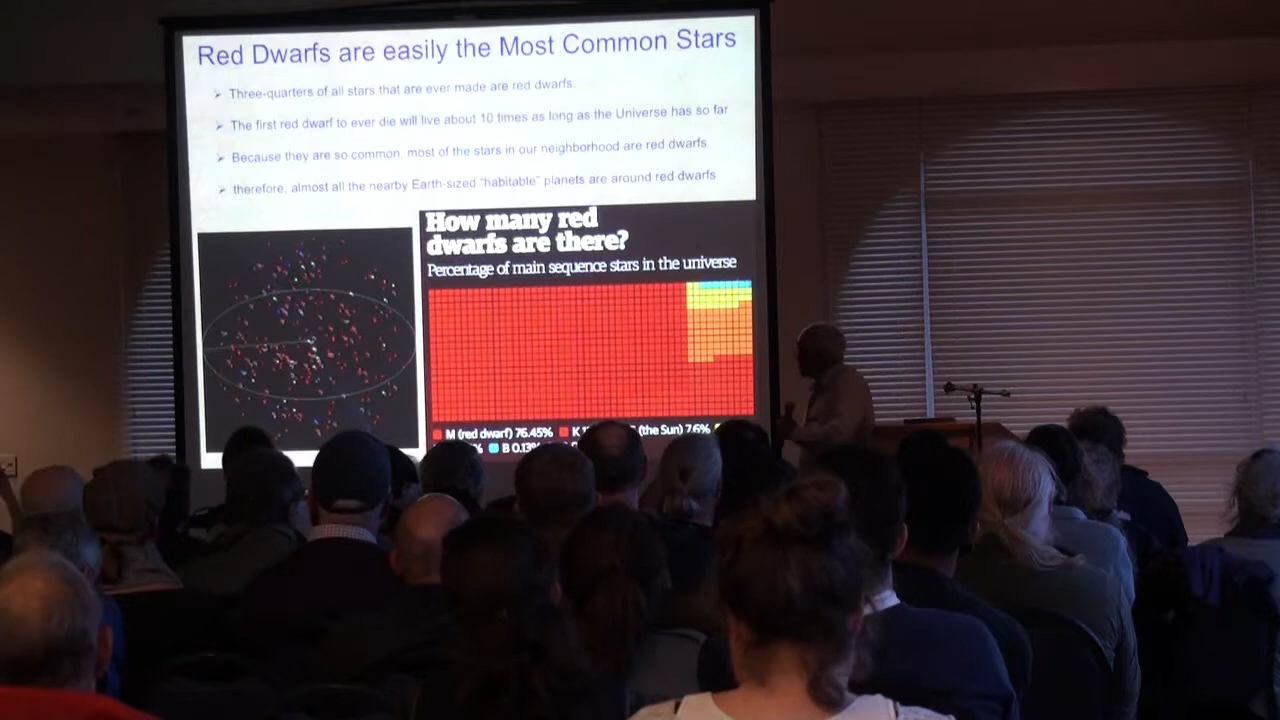 Red Dwarfs are easily the Most Common Stars
➢ Three-quarters of all stars that are ever made are red dwarfs.
➢ The first red dwarf to ever die will live about 10 times as long as the Universe has so far
➢ Because they are so common, most of the stars in our neighborhood are red dwarfs
➢ therefore, almost all the nearby Earth-sized "habitable" planets are around red dwarfs
How many red
dwarfs are there?
Percentage of main sequence stars in the universe
M (red dwarf) 76.45% K (the Sun) 7.6%
% B 0.13%